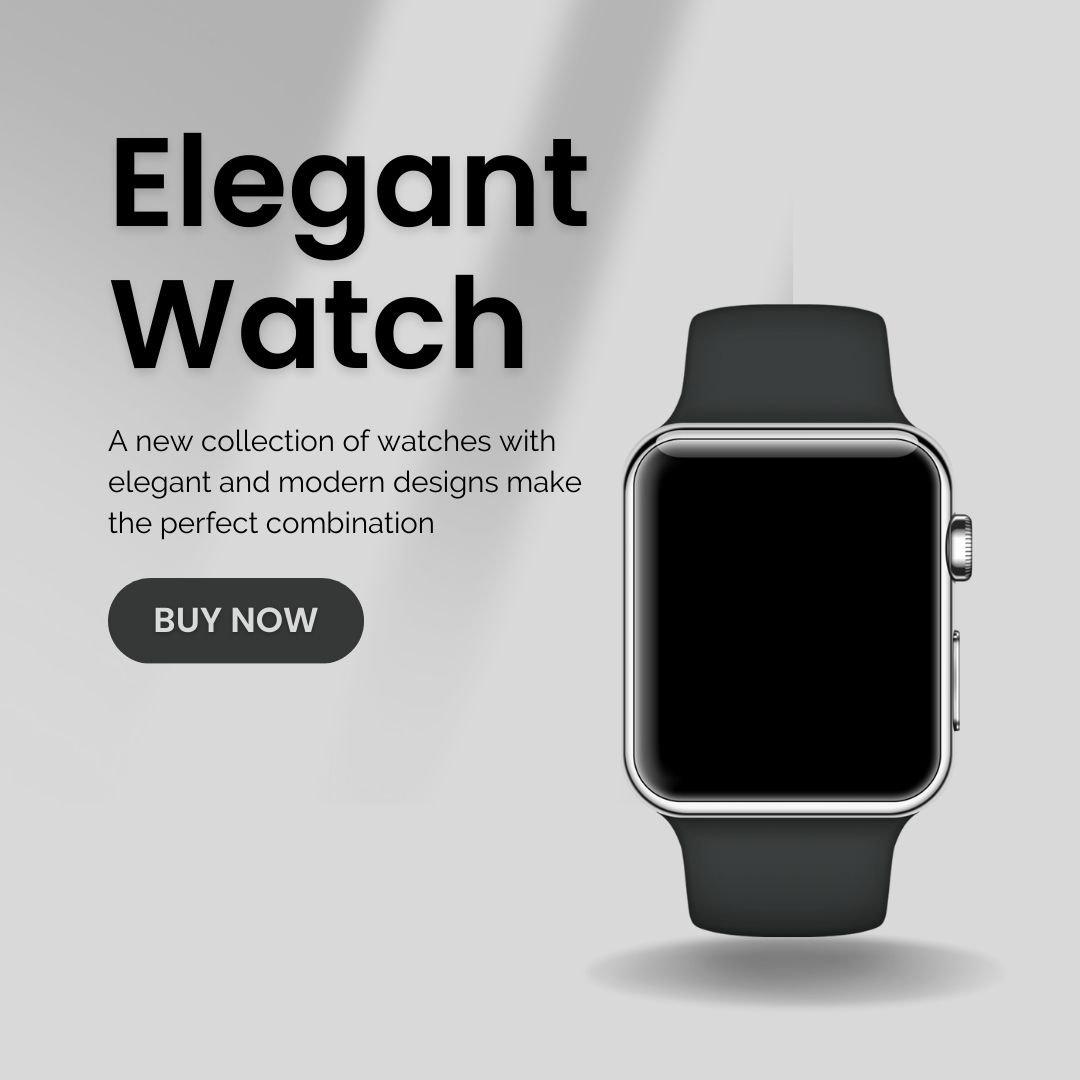 Elegant
Watch
A new collection of watches with
elegant and modern designs make
the perfect combination
BUY NOW